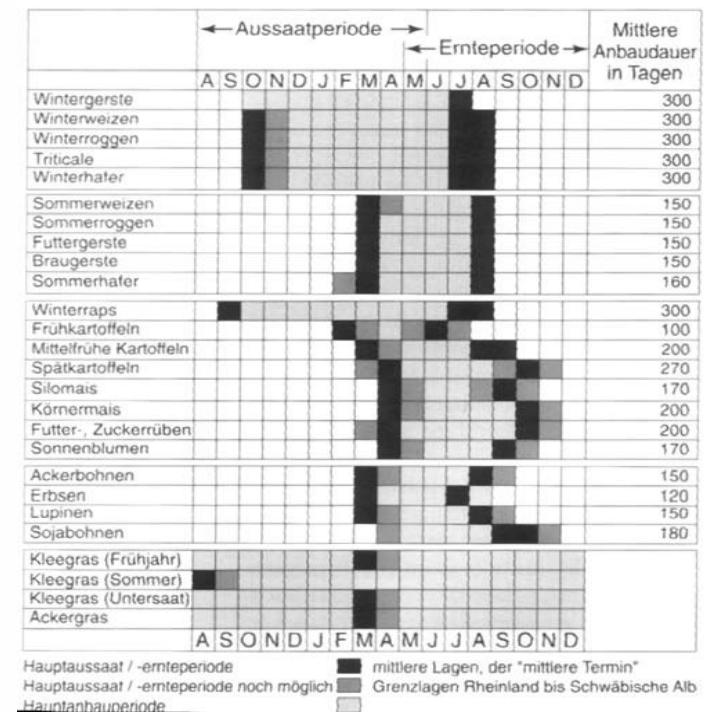 Aussaatperiode
Ernteperiode
Mittlere
Anbaudauer
in Tagen
A S O N D J F M A M J J A S O N D
Wintergerste 300
Winterweizen 300
Winterroggen 300
Triticale 300
Winterhafer 300
Sommerweizen 150
Sommerroggen 150
Futtergerste 150
Braugerste 150
Sommerhafer 160
Winterraps 300
Frühkartoffeln 100
Mittelfrühe Kartoffeln 200
Spätkartoffeln 270
Silomais 170
Körnermais 200
Futter-, Zuckerrüben 200
Sonnenblumen 170
Ackerbohnen 150
Erbsen 120
Lupinen 150
Sojabohnen 180
Kleegras (Frühjahr)
Kleegras (Sommer)
Kleegras (Untersaat)
Ackergras
A S O N D J F M A M J J A S O N D
Hauptaussaat / -ernteperiode mittlere Lagen, der "mittlere Termin"
Hauptaussaat / -ernteperiode noch möglich Grenzlagen Rheinland bis Schwäbische Alb
Hauptanbauperiode